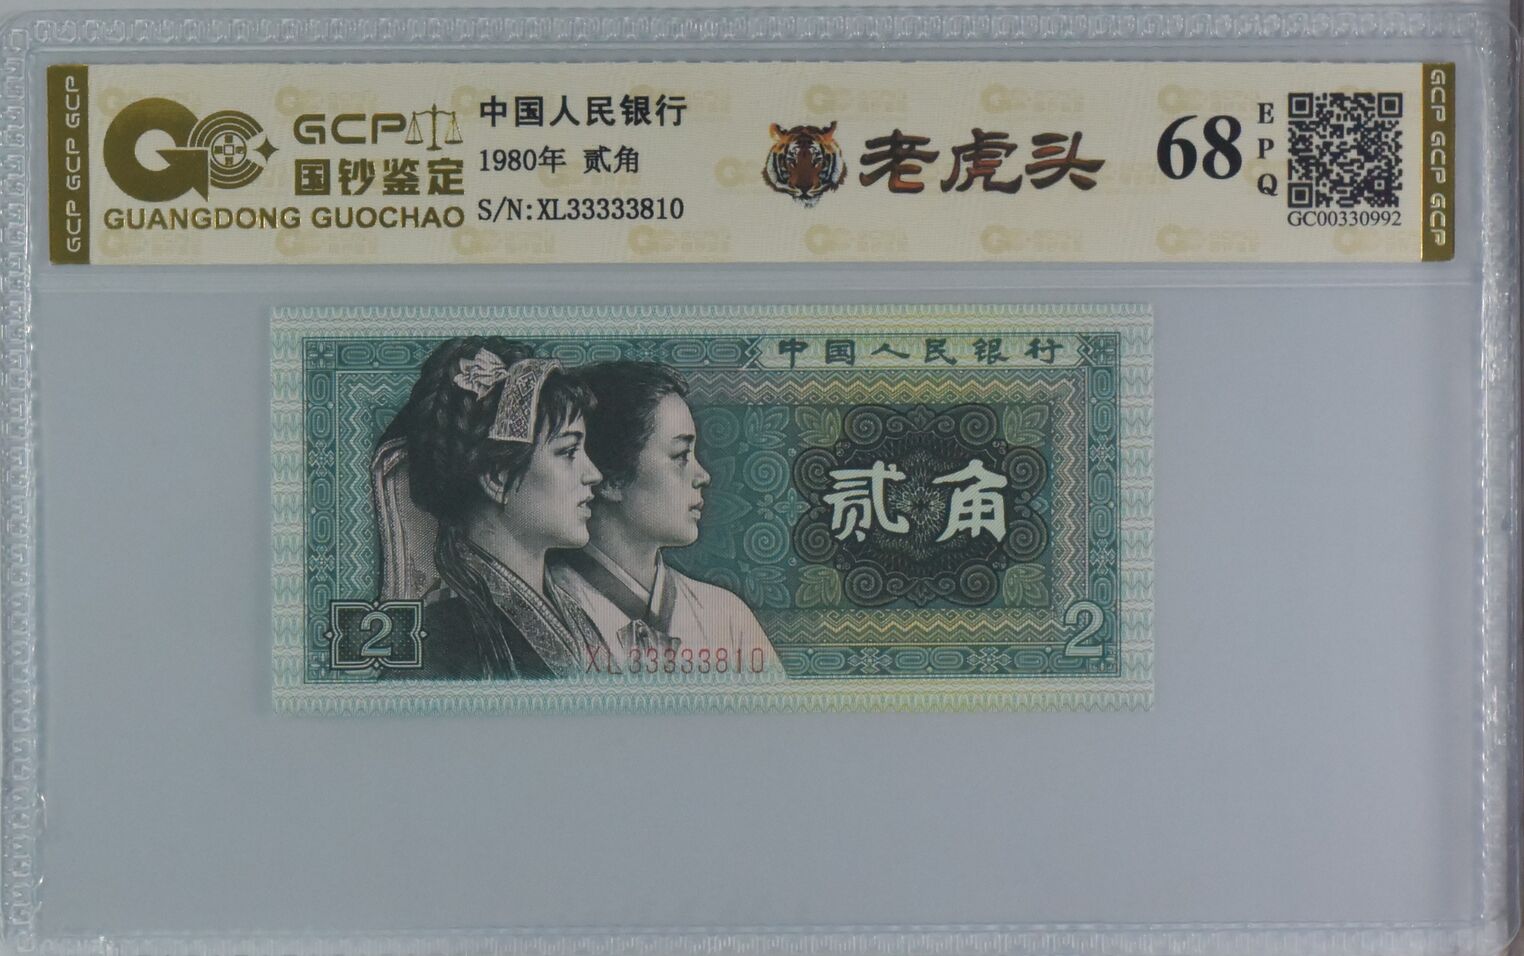 GCP GCP GCP
GCP
国钞鉴定
GUANGDONG GUOCHAO
中国人民银行
1980年 贰角
S/N:XL33333810
老虎头
68
EPQ
GC00330992
GCP GCP GCP
中国人民银行
贰角
2
XL33333810
2